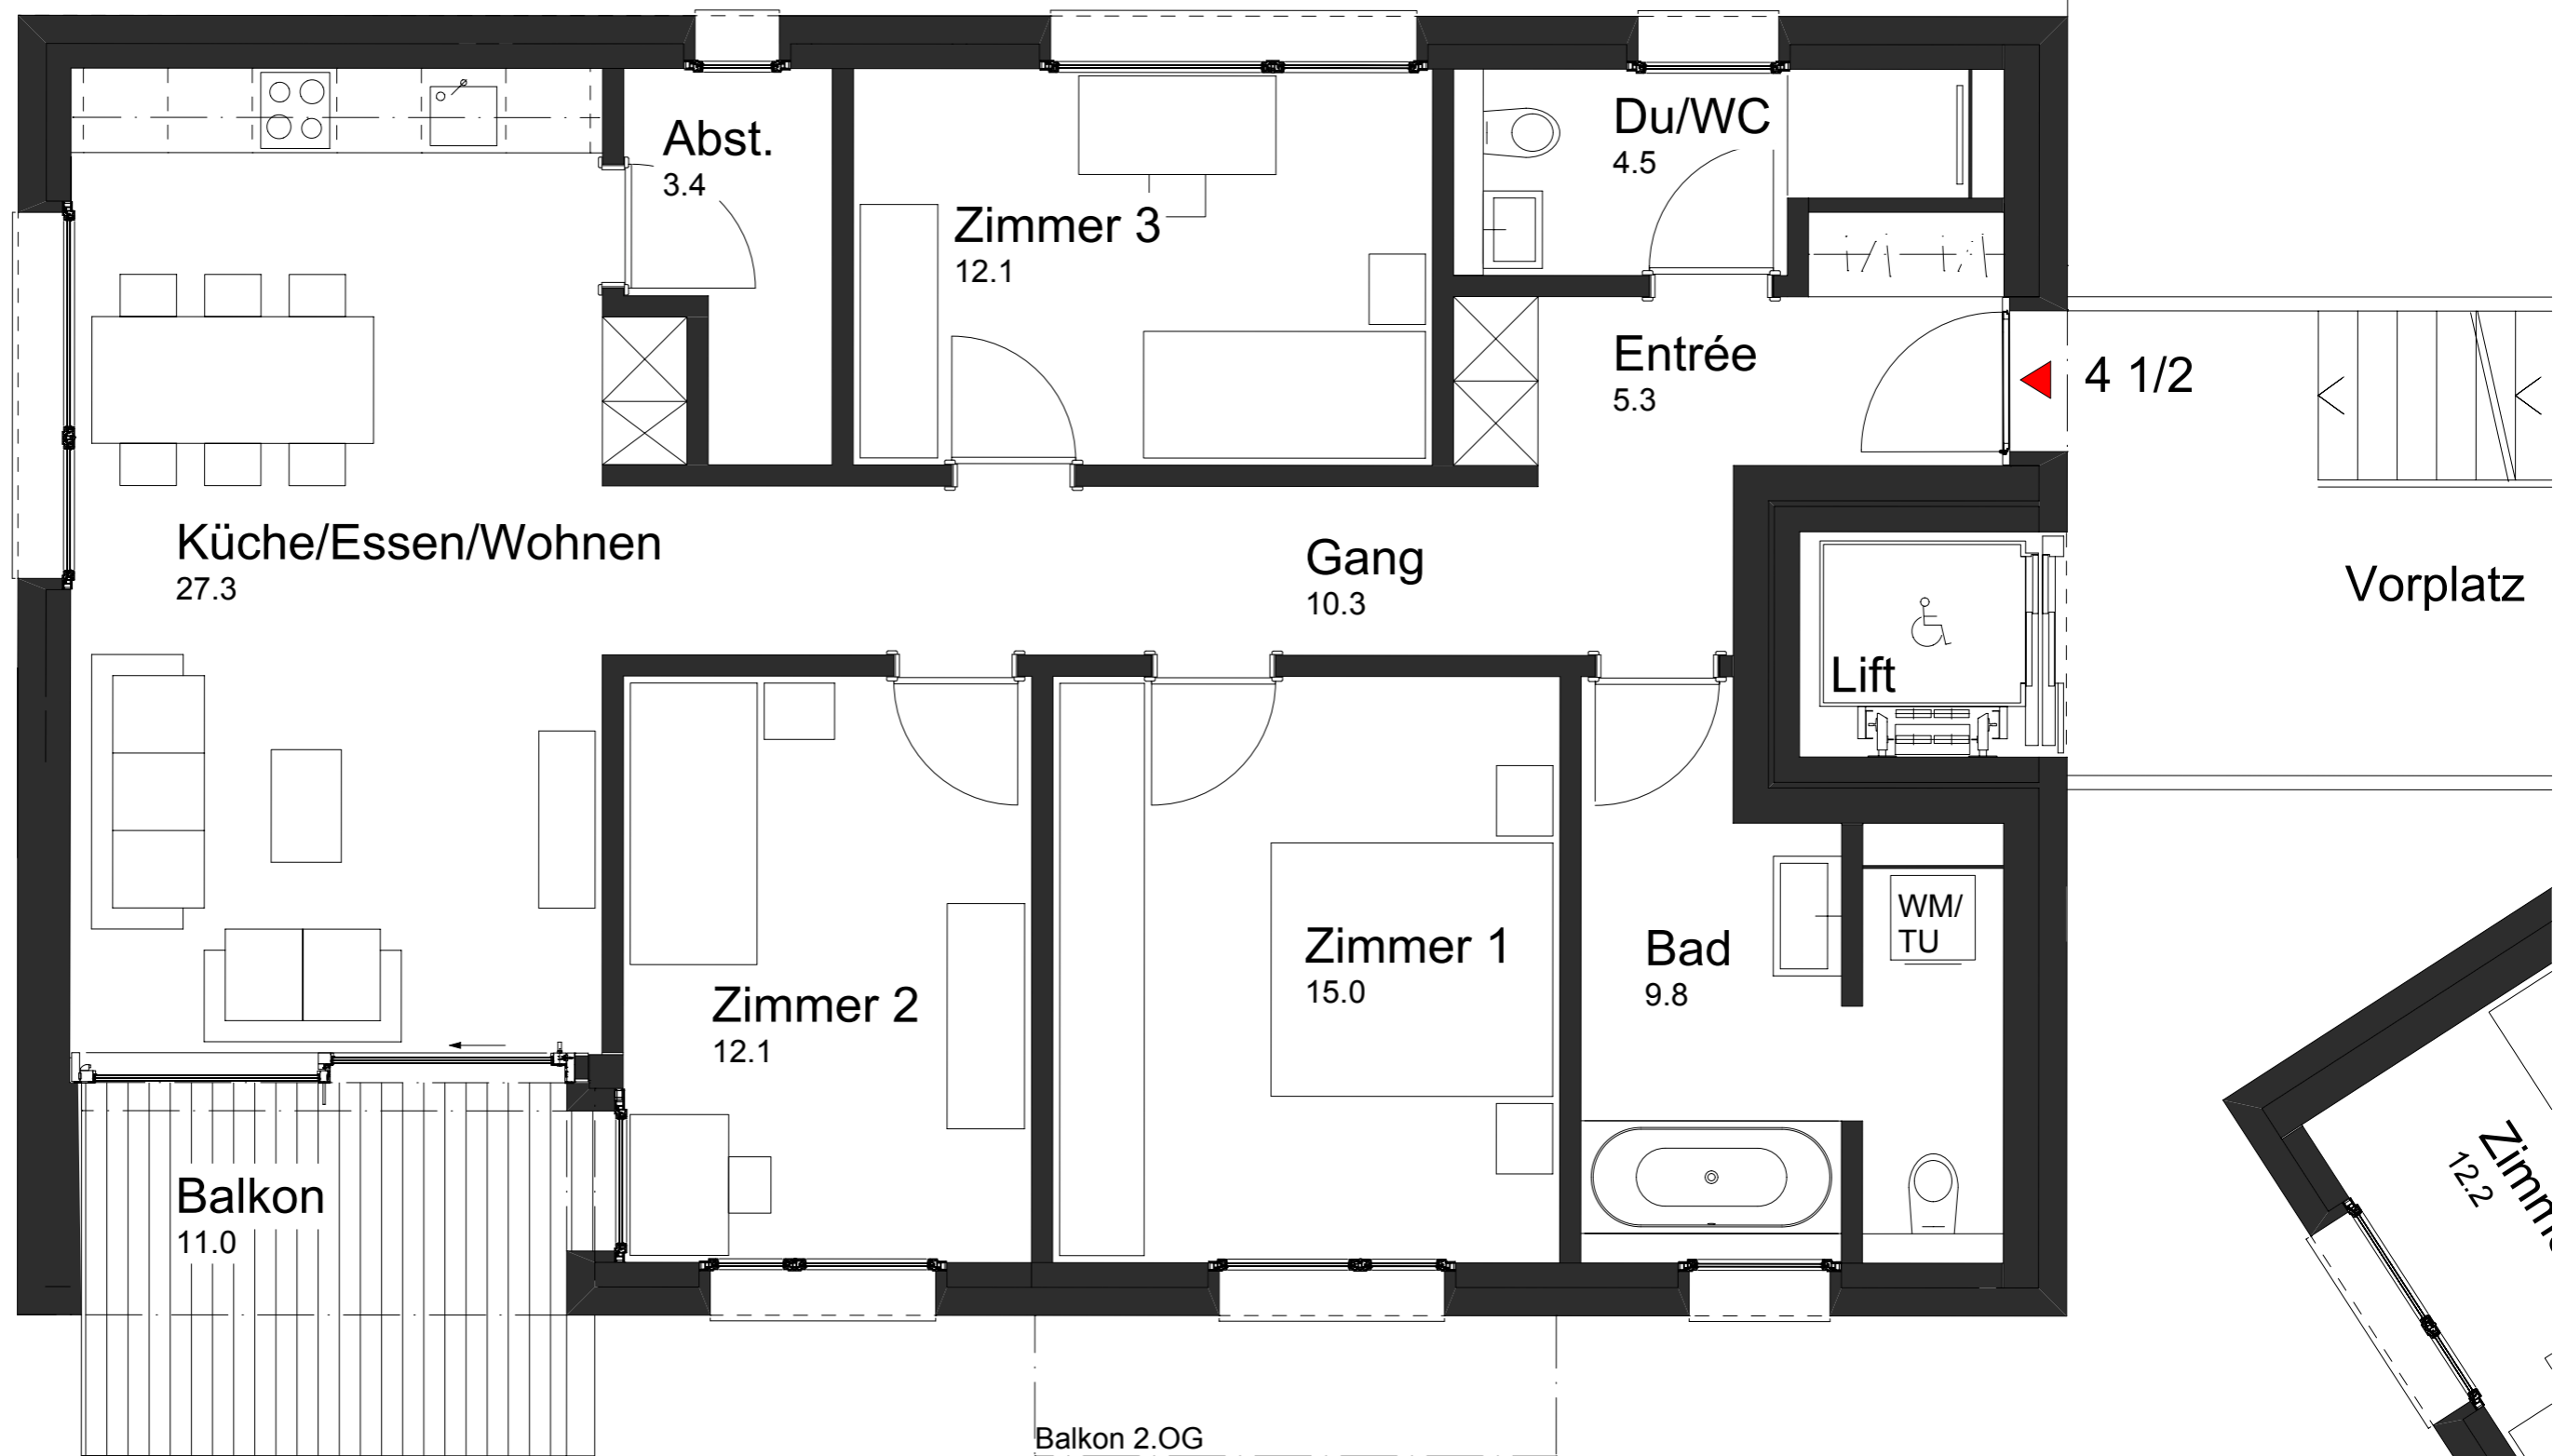 Abst.
3.4
Du/WC
4.5
Zimmer 3
12.1
Entrée
5.3
4 1/2
Küche/Essen/Wohnen
27.3
Gang
10.3
Vorplatz
Lift
WM/
TU
Zimmer 2
12.1
Zimmer 1
15.0
Bad
9.8
Balkon
11.0
12.2
Balkon 2.OG